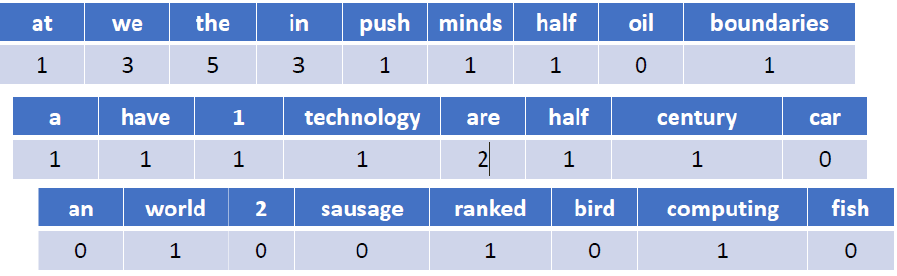 at we the in push minds half oil boundaries
1 3 5 3 1 1 1 0 1
a have 1 technology are half century car
1 1 1 1 2 1 1 0
an world 2 sausage ranked bird computing fish
0 1 0 0 1 0 1 0